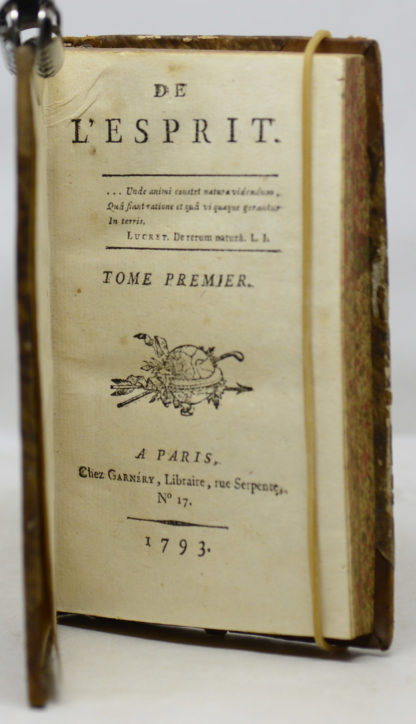 DE
L'ESPRIT.
... Unde animi constet natura videndum,
Quâ fiant ratione et quâ vi quæque gerantur
In terris.
LUCRET. De rerum naturâ. L. I.
TOME PREMIER.
A PARIS,
Chez GARNÉRY, Libraire, rue Serpente,
Nº 17.
1793.